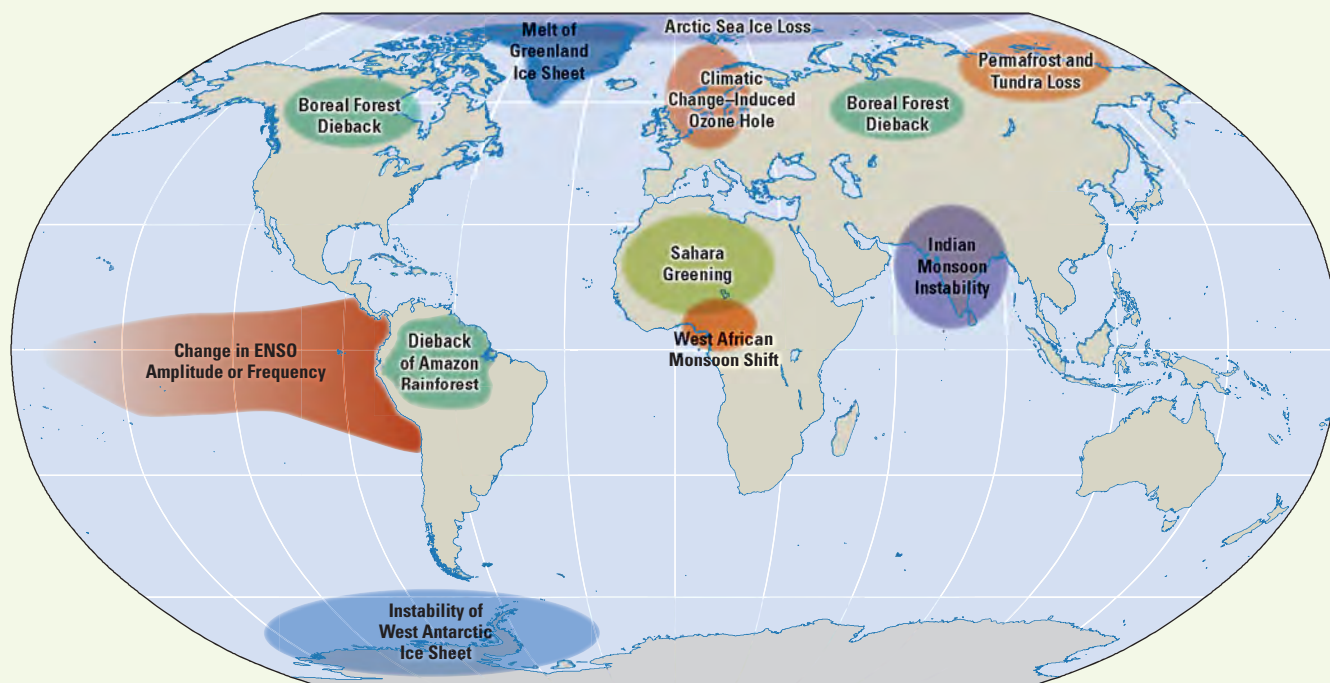 Melt of
Greenland
Ice Sheet
Arctic Sea Ice Loss
Permafrost and
Tundra Loss
Climatic
Change–Induced
Ozone Hole
Boreal Forest
Dieback
Boreal Forest
Dieback
Sahara
Greening
Indian
Monsoon
Instability
West African
Monsoon Shift
Change in ENSO
Amplitude or Frequency
Dieback
of Amazon
Rainforest
Instability of
West Antarctic
Ice Sheet